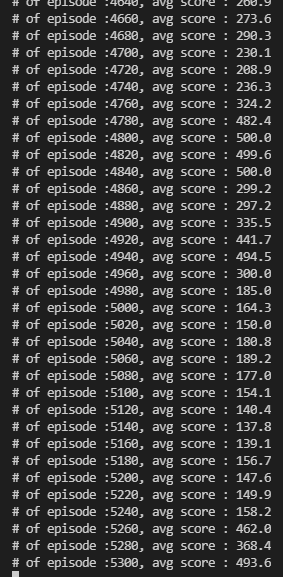 # of episode :4640, avg score : 260.9
# of episode :4660, avg score : 273.6
# of episode :4680, avg score : 290.3
# of episode :4700, avg score : 230.1
# of episode :4720, avg score : 208.9
# of episode :4740, avg score : 236.3
# of episode :4760, avg score : 324.2
# of episode :4780, avg score : 482.4
# of episode :4800, avg score : 500.0
# of episode :4820, avg score : 499.6
# of episode :4840, avg score : 500.0
# of episode :4860, avg score : 299.2
# of episode :4880, avg score : 297.2
# of episode :4900, avg score : 335.5
# of episode :4920, avg score : 441.7
# of episode :4940, avg score : 494.5
# of episode :4960, avg score : 300.0
# of episode :4980, avg score : 185.0
# of episode :5000, avg score : 164.3
# of episode :5020, avg score : 150.0
# of episode :5040, avg score : 180.8
# of episode :5060, avg score : 189.2
# of episode :5080, avg score : 177.0
# of episode :5100, avg score : 154.1
# of episode :5120, avg score : 140.4
# of episode :5140, avg score : 137.8
# of episode :5160, avg score : 139.1
# of episode :5180, avg score : 156.7
# of episode :5200, avg score : 147.6
# of episode :5220, avg score : 149.9
# of episode :5240, avg score : 158.2
# of episode :5260, avg score : 462.0
# of episode :5280, avg score : 368.4
# of episode :5300, avg score : 493.6